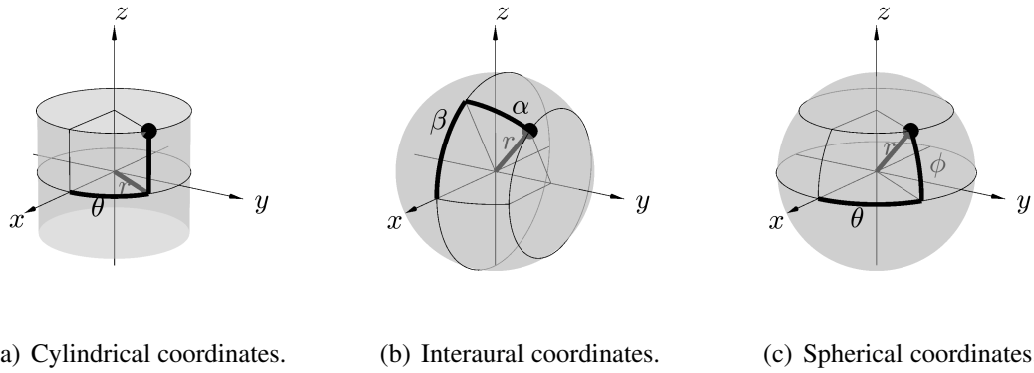 z
y
x
r
θ
z
y
x
r
α
β
z
y
x
r
θ
ϕ
a) Cylindrical coordinates.
(b) Interaural coordinates.
(c) Spherical coordinates